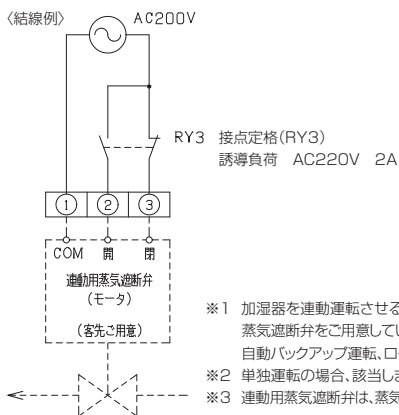 〈結線例〉
AC200V
RY3 接点定格(RY3)
誘導負荷 AC220V 2A
① ② ③
COM 開 閉
連動用蒸気遮断弁
(モータ)
(客先ご用意)
※1 加湿器を連動運転させる
蒸気遮断弁をご用意してい
自動バックアップ運転、ロ
※2 単独運転の場合、該当しま
※3 連動用蒸気遮断弁は、蒸気